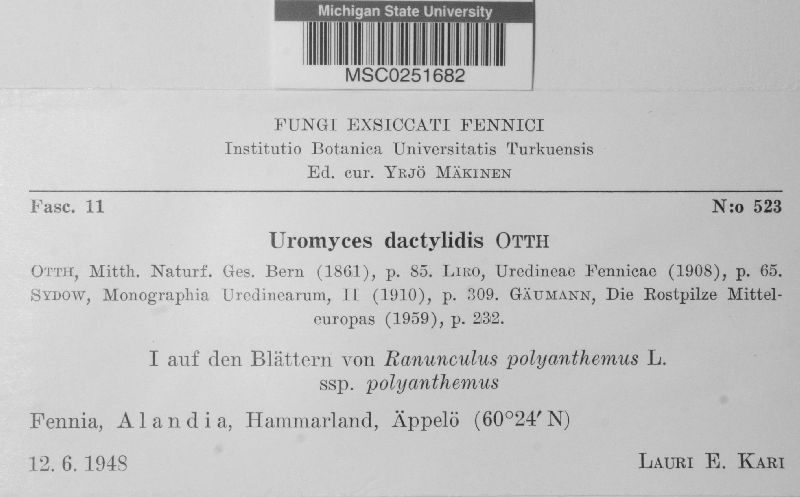 Michigan State University
MSC0251682
FUNGI EXSICCATI FENNICI
Institutio Botanica Universitatis Turkuensis
Ed. cur. YRJÖ MÄKINEN
Fasc. 11 N:o 523
Uromyces dactylidis OTTH
OTTH, Mitth. Naturf. Ges. Bern (1861), p. 85. LIRO, Uredineae Fennicae (1908), p. 65.
SYDOW, Monographia Uredinearum, II (1910), p. 309. GÄUMANN, Die Rostpilze Mittel-
europas (1959), p. 232.
I auf den Blättern von Ranunculus polyanthemus L.
ssp. polyanthemus
Fennia, Alandia, Hammarland, Äppelö (60°24′ N)
12. 6. 1948 LAURI E. KARI